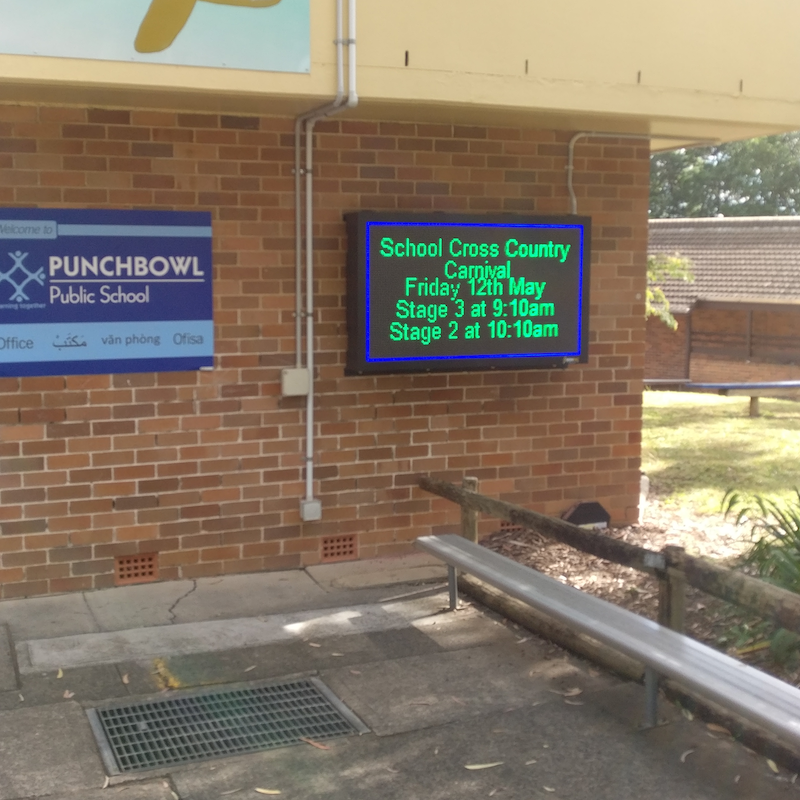 Welcome to
PUNCHBOWL
Public School
Office مَكتَبْ văn phòng Ofisa
School Cross Country
Carnival
Friday 12th May
Stage 3 at 9:10am
Stage 2 at 10:10am